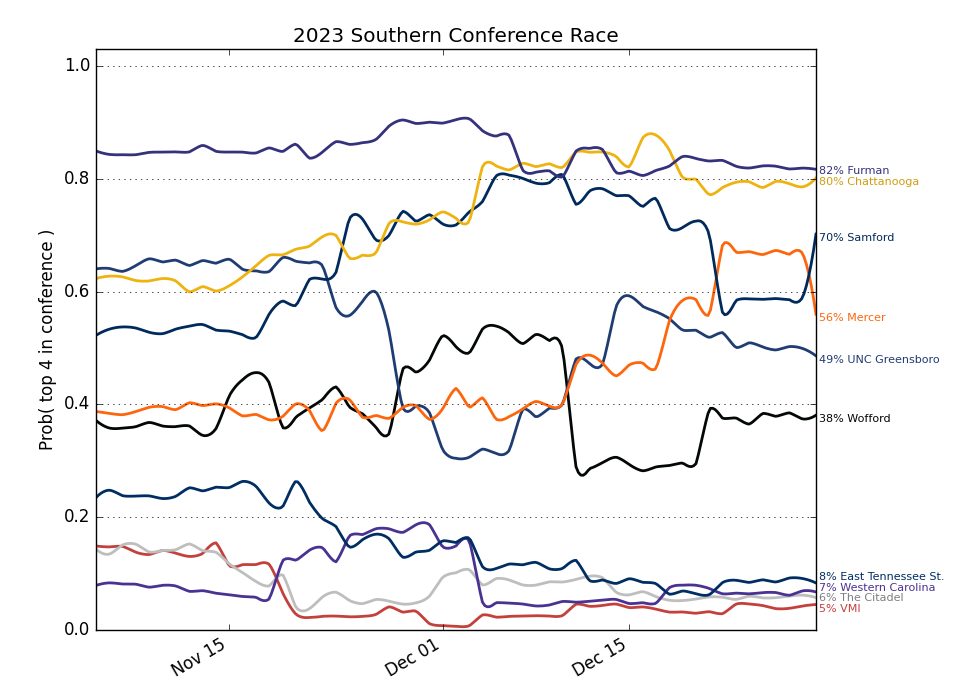 2023 Southern Conference Race
Prob( top 4 in conference )
1.0
0.8
0.6
0.4
0.2
0.0
Nov 15
Dec 01
Dec 15
82% Furman
80% Chattanooga
70% Samford
56% Mercer
49% UNC Greensboro
38% Wofford
8% East Tennessee St.
7% Western Carolina
6% The Citadel
5% VMI